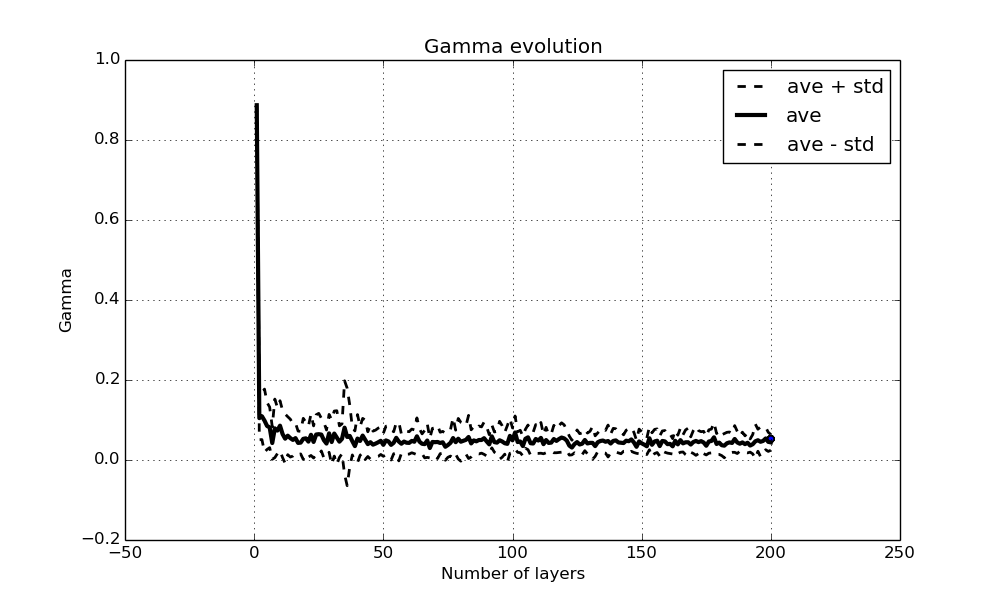 Gamma evolution
1.0
0.8
0.6
0.4
0.2
0.0
−0.2
Gamma
ave + std
ave
ave - std
−50
0
50
100
150
200
250
Number of layers